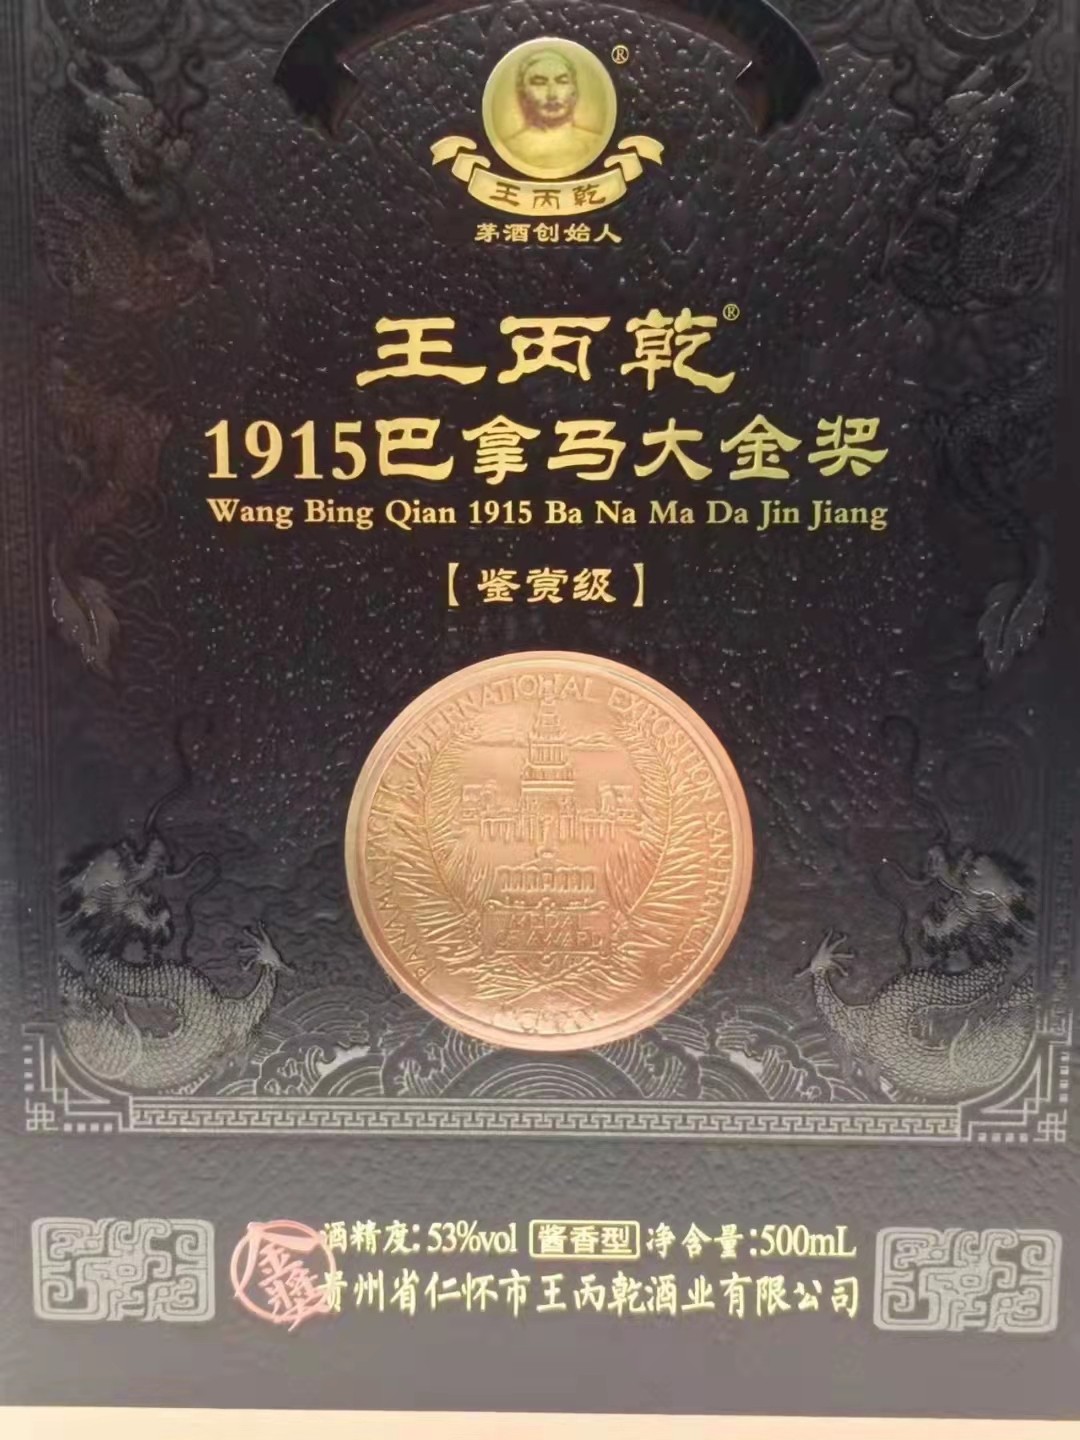 ®
王丙乾
茅酒创始人
王丙乾®
1915巴拿马大金奖
Wang Bing Qian 1915 Ba Na Ma Da Jin Jiang
【鉴赏级】
PANAMA PACIFIC INTERNATIONAL EXPOSITION SAN FRANCISCO
MEDAL
OF AWARD
酒精度:53%vol 酱香型 净含量:500mL
金獎
贵州省仁怀市王丙乾酒业有限公司